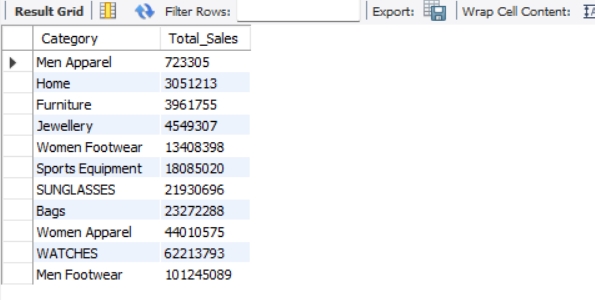 Result Grid Filter Rows: Export: Wrap Cell Content:
Category Total_Sales
Men Apparel 723305
Home 3051213
Furniture 3961755
Jewellery 4549307
Women Footwear 13408398
Sports Equipment 18085020
SUNGLASSES 21930696
Bags 23272288
Women Apparel 44010575
WATCHES 62213793
Men Footwear 101245089